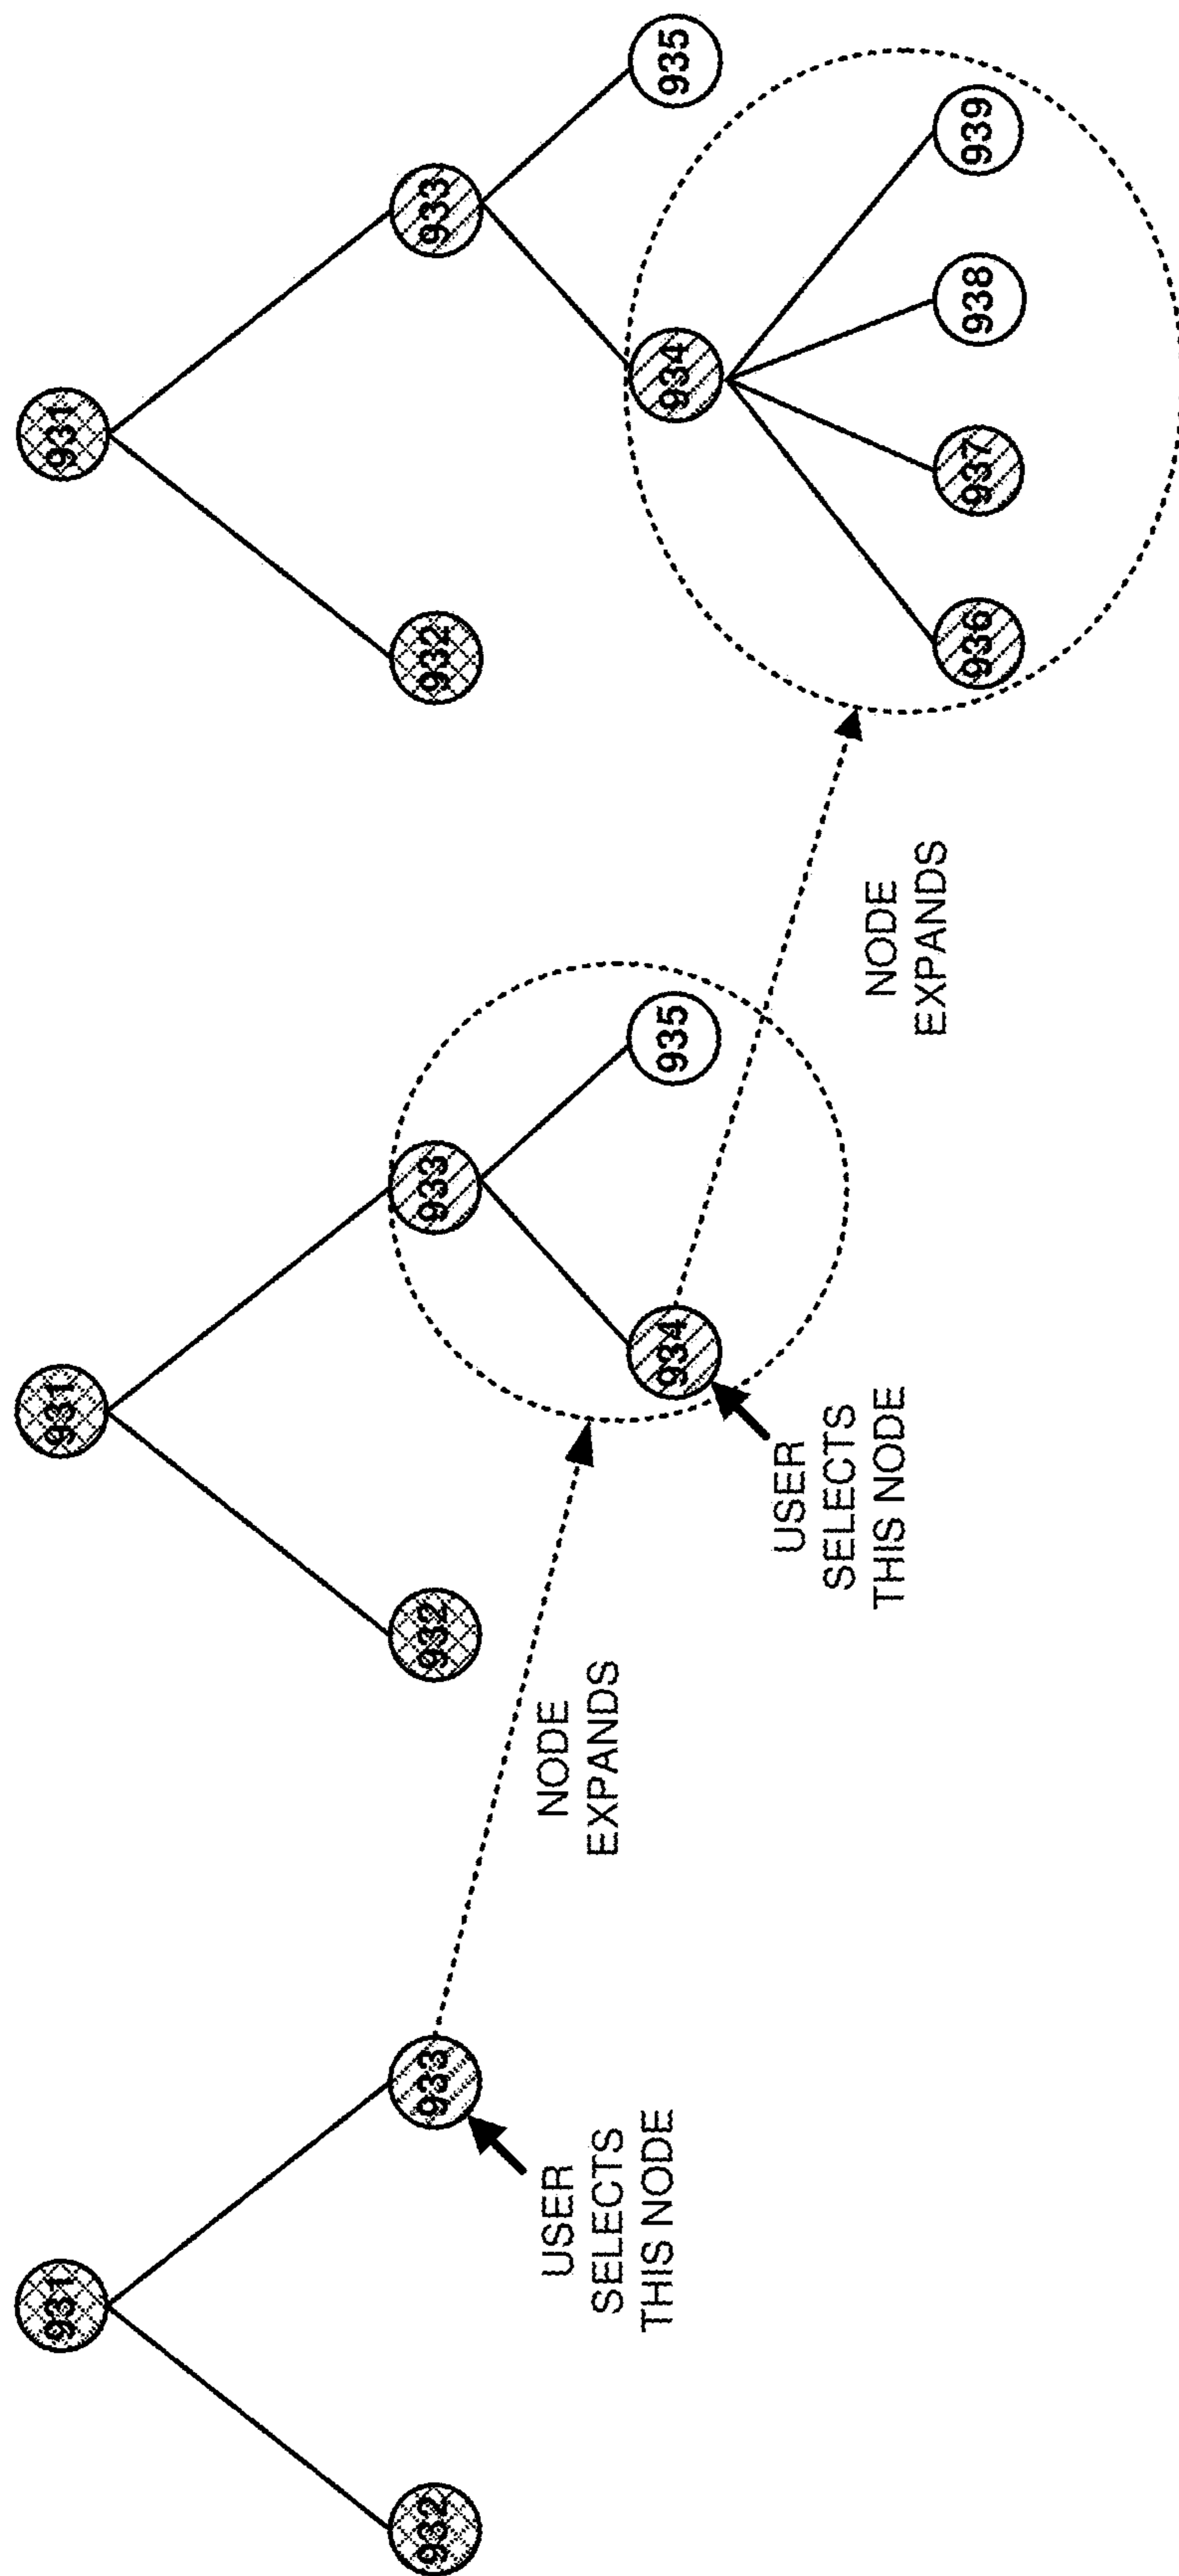 931
932
933
USER
SELECTS
THIS NODE
NODE
EXPANDS
931
932
933
934
935
USER
SELECTS
THIS NODE
NODE
EXPANDS
931
932
933
934
935
936
937
938
939